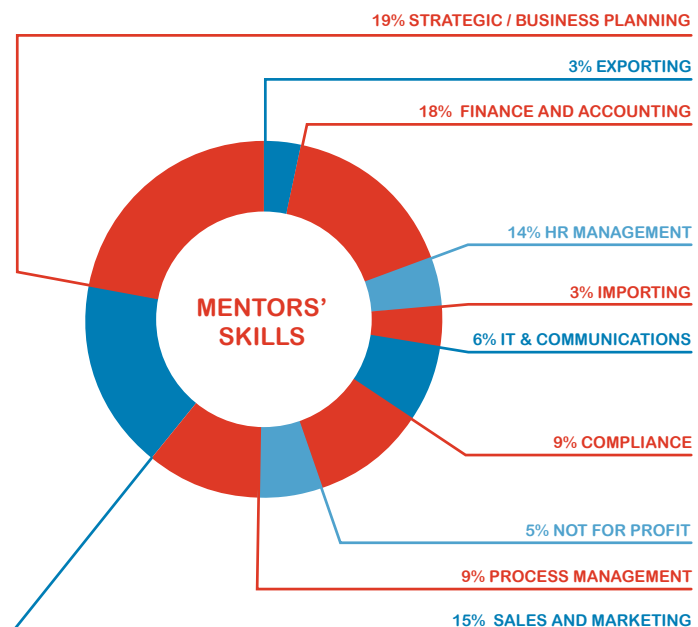 19% STRATEGIC / BUSINESS PLANNING
3% EXPORTING
18% FINANCE AND ACCOUNTING
14% HR MANAGEMENT
3% IMPORTING
MENTORS'
SKILLS
6% IT & COMMUNICATIONS
9% COMPLIANCE
5% NOT FOR PROFIT
9% PROCESS MANAGEMENT
15% SALES AND MARKETING